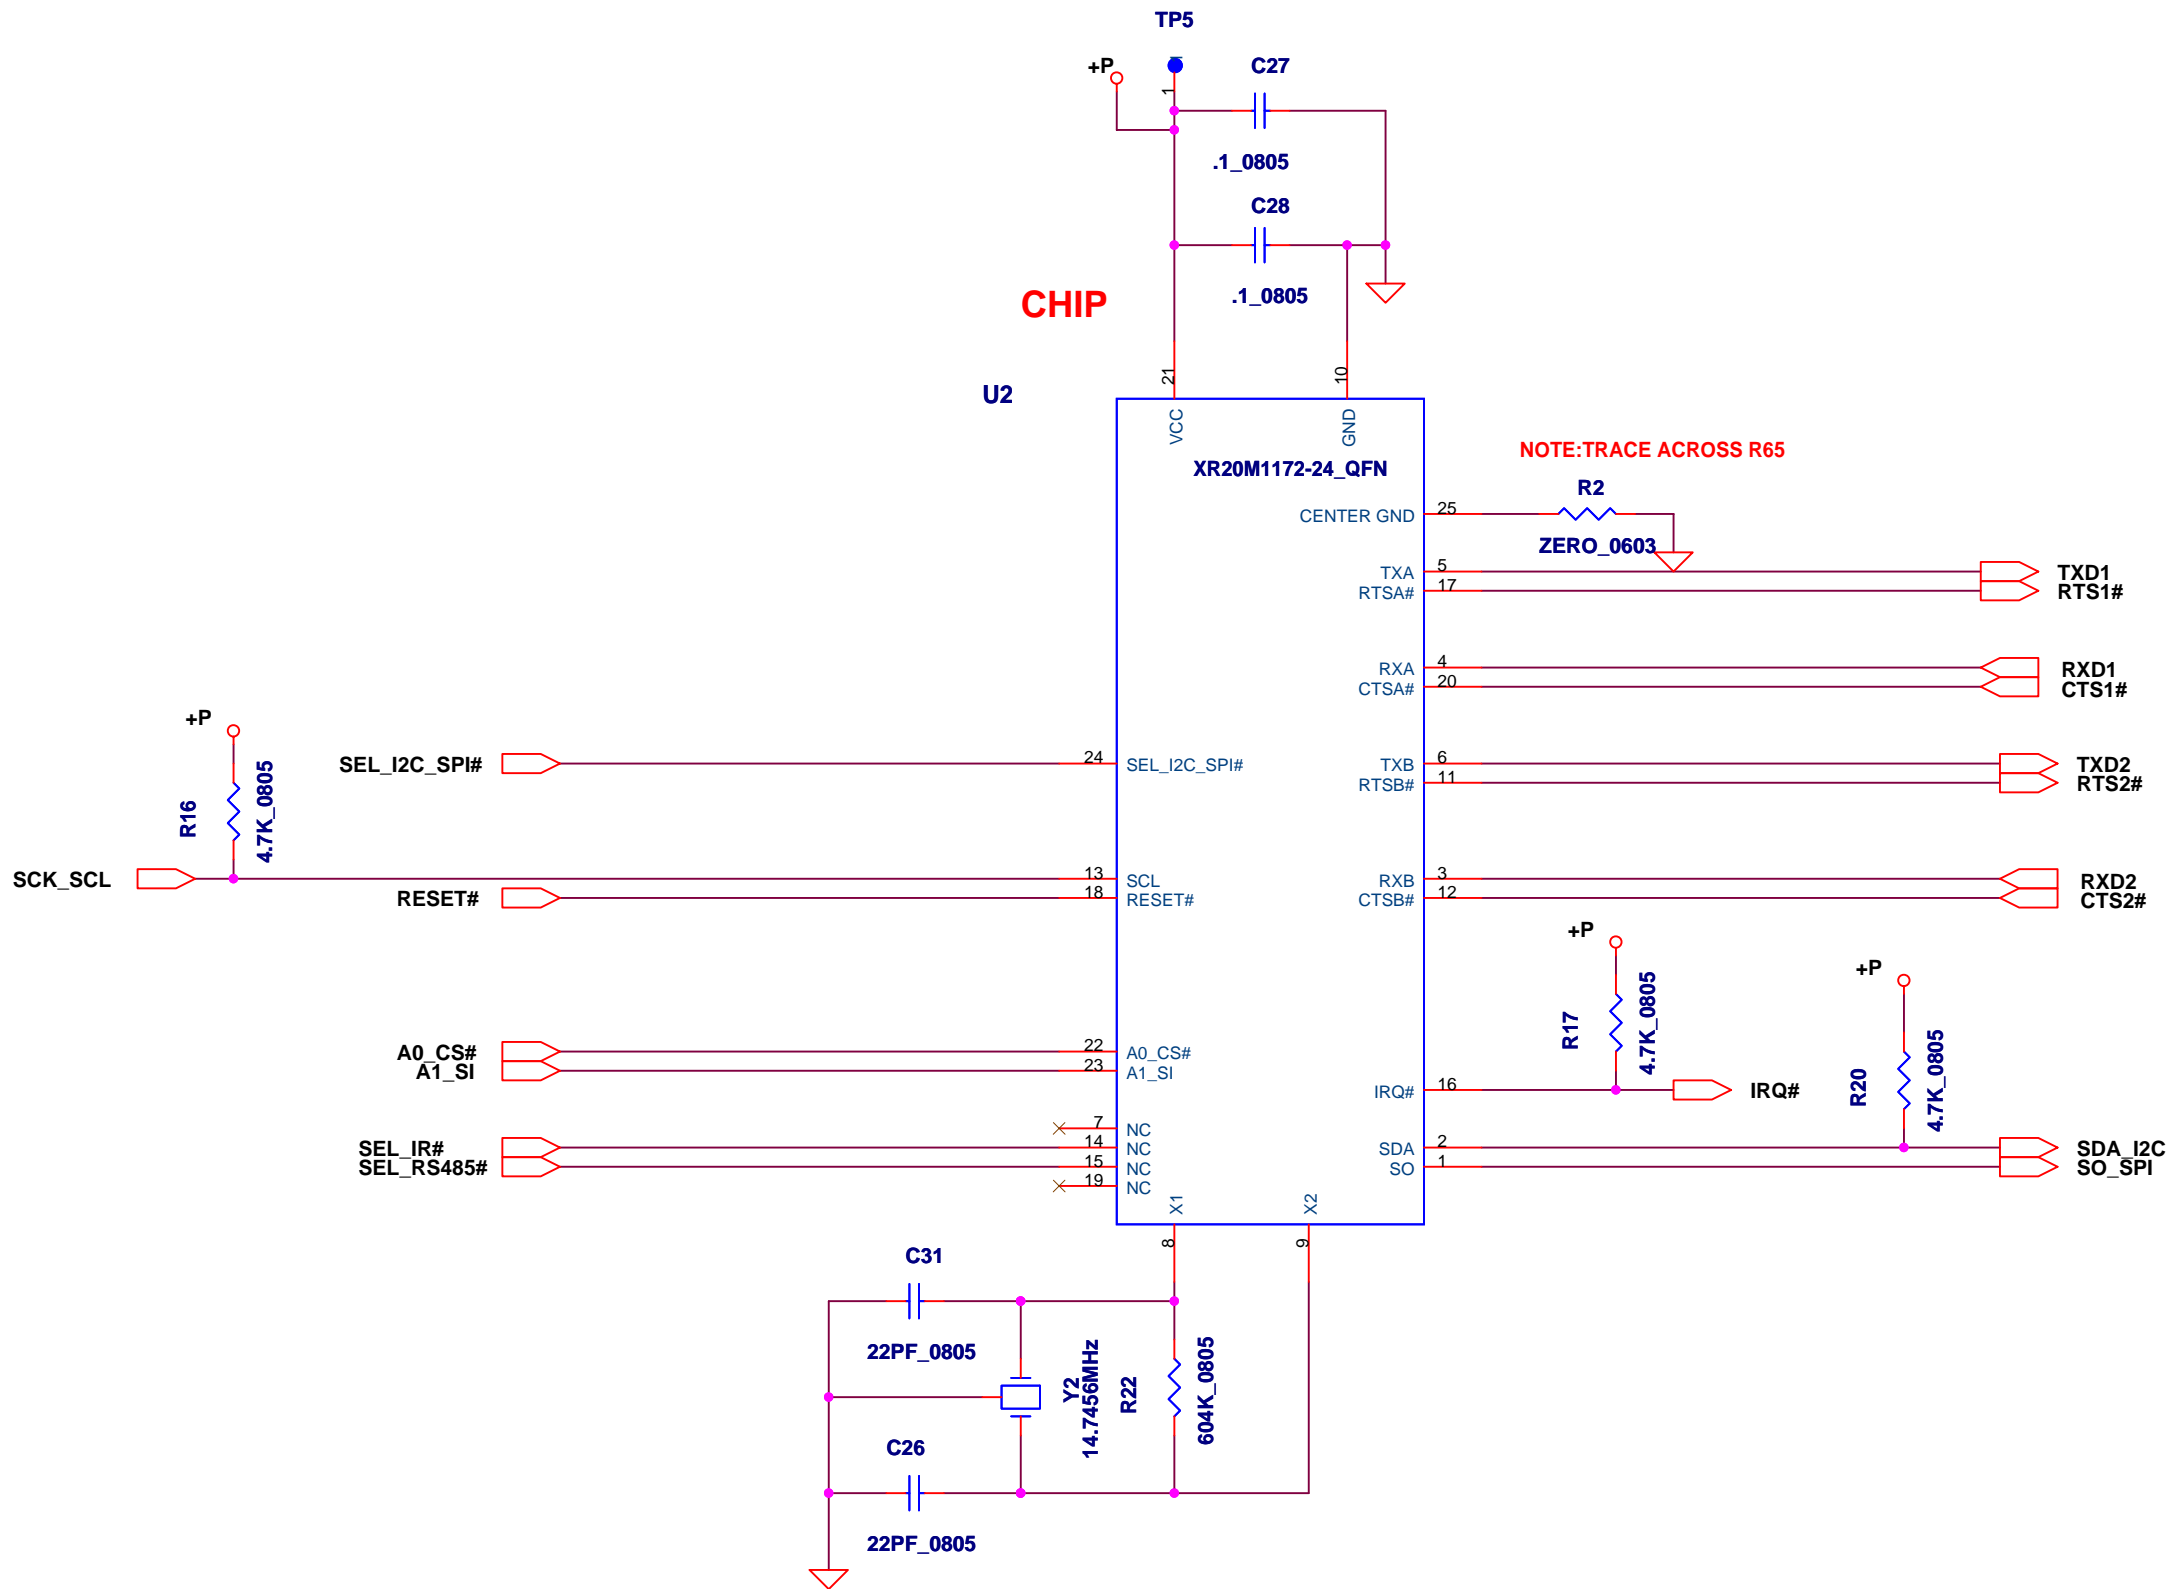 TP5
+P
C27
1
.1_0805
C28
.1_0805
CHIP
21
10
U2
VCC
GND
XR20M1172-24_QFN
NOTE:TRACE ACROSS R65
R2
CENTER GND
25
ZERO_0603
TXA
5
TXD1
RTSA#
17
RTS1#
RXA
4
RXD1
CTSA#
20
CTS1#
+P
R16
4.7K_0805
SEL_I2C_SPI#
24
SEL_I2C_SPI#
TXB
6
TXD2
RTSB#
11
RTS2#
SCK_SCL
13
SCL
RESET#
18
RESET#
RXB
3
RXD2
CTSB#
12
CTS2#
+P
R17
4.7K_0805
+P
R20
4.7K_0805
A0_CS#
22
A0_CS#
A1_SI
23
A1_SI
IRQ#
16
IRQ#
7
NC
SEL_IR#
14
NC
SEL_RS485#
15
NC
19
NC
SDA
2
SDA_I2C
SO
1
SO_SPI
X1
X2
8
9
C31
22PF_0805
Y2
14.7456MHz
R22
604K_0805
C26
22PF_0805